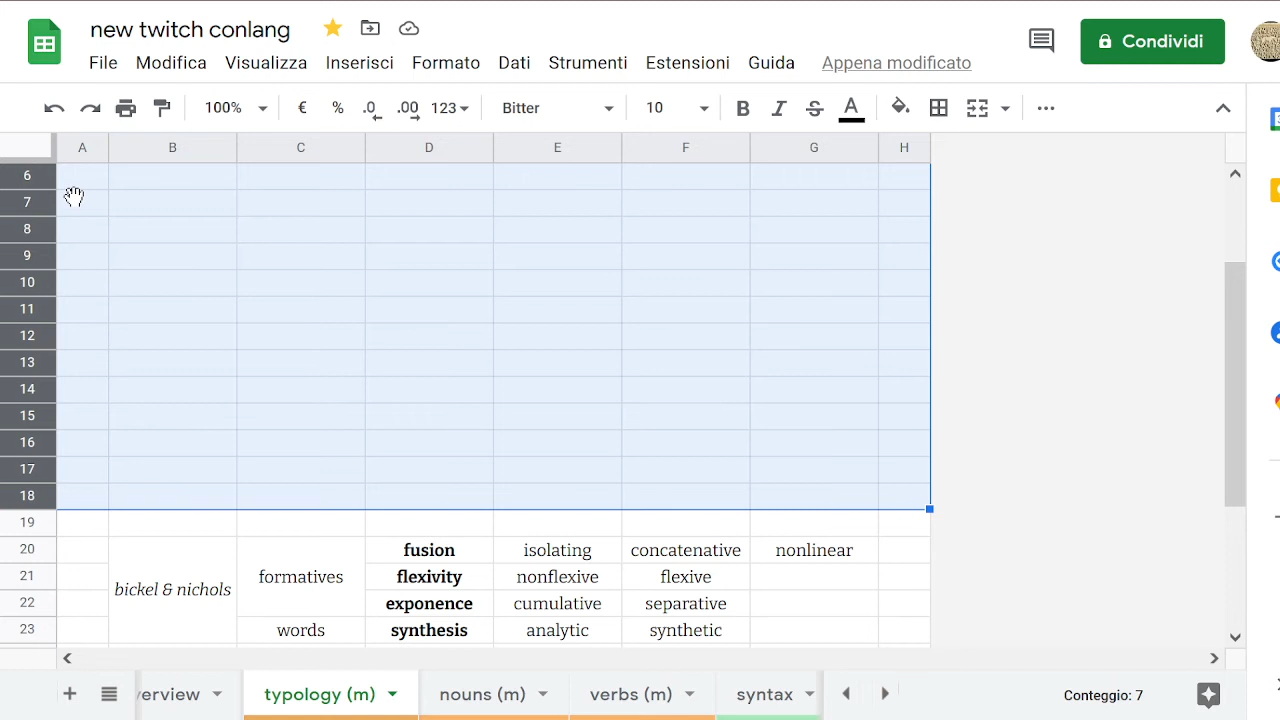 new twitch conlang
File Modifica Visualizza Inserisci Formato Dati Strumenti Estensioni Guida Appena modificato
Condividi
100% € % .0 .00 123 Bitter 10 B I S A
A B C D E F G H
6
7
8
9
10
11
12
13
14
15
16
17
18
19
20 fusion isolating concatenative nonlinear
21 bickel & nichols formatives flexivity nonflexive flexive
22 exponence cumulative separative
23 words synthesis analytic synthetic
verview typology (m) nouns (m) verbs (m) syntax Conteggio: 7